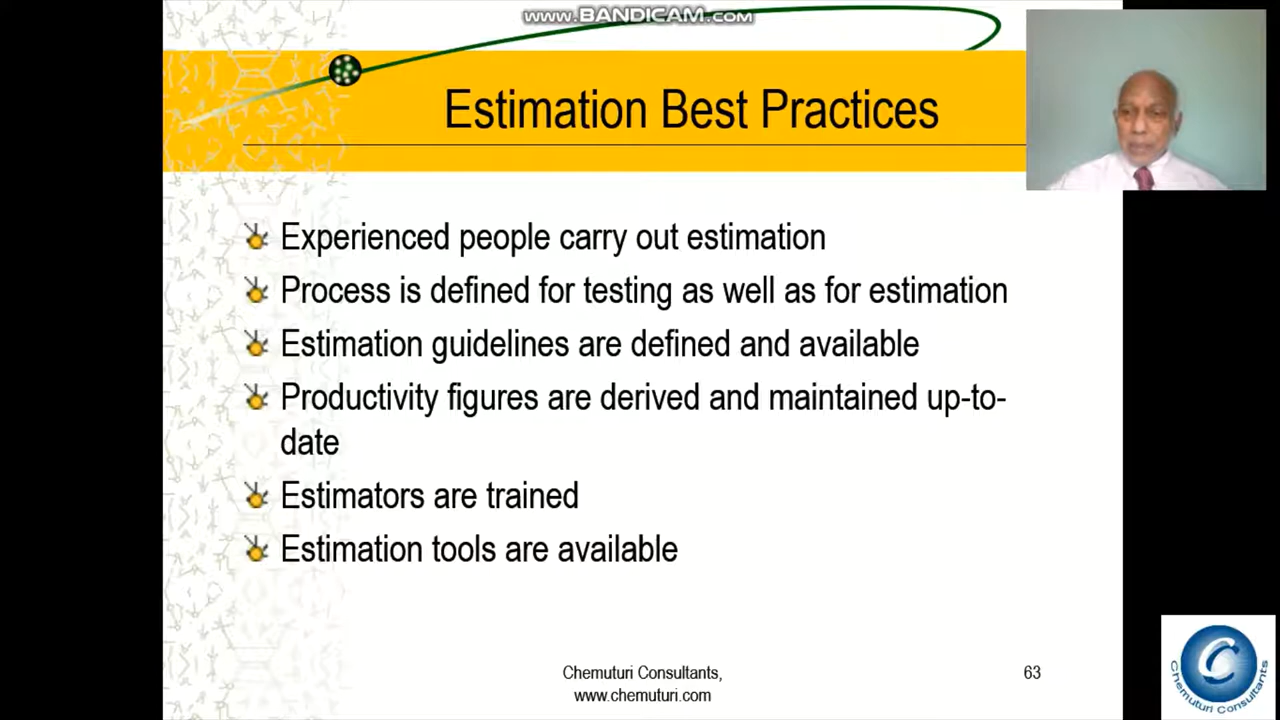 www.BANDICAM.com
Estimation Best Practices
Experienced people carry out estimation
Process is defined for testing as well as for estimation
Estimation guidelines are defined and available
Productivity figures are derived and maintained up-to-
date
Estimators are trained
Estimation tools are available
Chemuturi Consultants,
www.chemuturi.com
63
C
Chemuturi Consultants